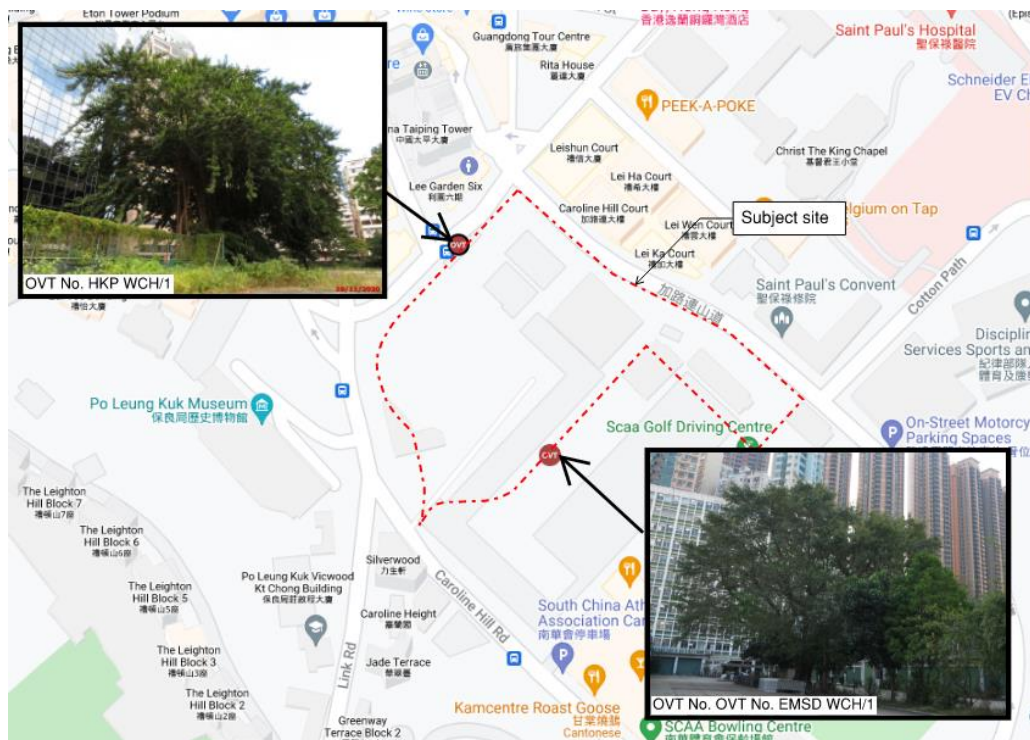 Eton Tower Podium
Guangdong Tour Centre
廣旅集團大廈
Rita House
麗達大廈
香港逸蘭銅鑼灣酒店
Saint Paul's Hospital
聖保祿醫院
Schneider El
EV Ch
PEEK-A-POKE
na Taiping Tower
中國太平大廈
Leishun Court
禮信大廈
Christ The King Chapel
基督君王小堂
Lei Ha Court
禮希大樓
Lee Garden Six
利園六期
Caroline Hill Court
加路連大樓
Lei Wen Court
禮雲大樓
Subject site
elgium on Tap
OVT
Lei Ka Court
禮加大樓
OVT No. HKP WCH/1
20/11/2020
禮怡大廈
加路連山道
Saint Paul's Convent
聖保祿修院
Cotton Path
Disciplin
Services Sports an
紀律部隊人
體育及康
Po Leung Kuk Museum
保良局歷史博物館
Scaa Golf Driving Centre
On-Street Motorcy
Parking Spaces
CVT
The Leighton
Hill Block 7
禮頓山7座
The Leighton
Hill Block 6
禮頓山6座
The Leighton
Hill Block 5
禮頓山5座
The Leighton
Hill Block 3
禮頓山3座
The Leighton
Hill Block 2
禮頓山2座
Silverwood
力生軒
Po Leung Kuk Vicwood
Kt Chong Building
保良局莊啟程大廈
Caroline Height
嘉蘭閣
Jade Terrace
華翠臺
Link Rd
Caroline Hill Rd
South China Ath
Association Car
南華會停車場
Kamcentre Roast Goose
甘棠燒鵝
Cantonese
Greenway
Terrace Block 2
OVT No. OVT No. EMSD WCH/1
SCAA Bowling Centre